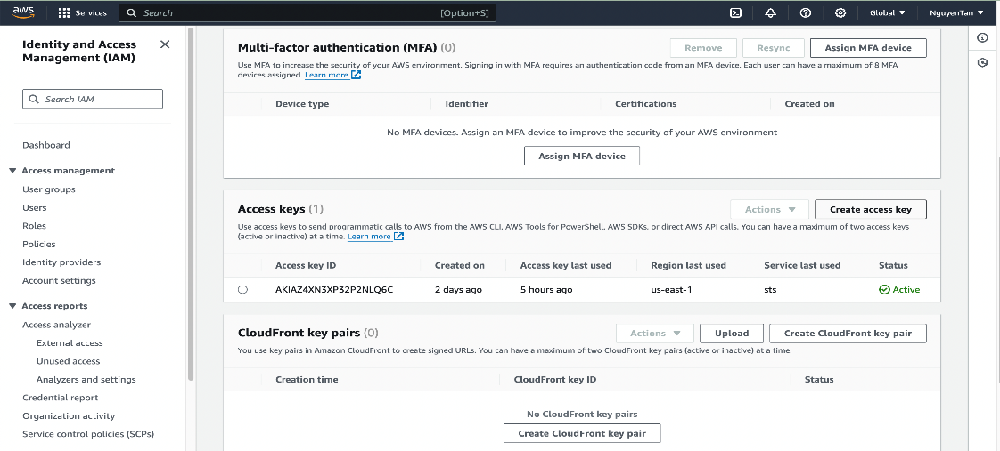 aws
Services
Search
[Option+S]
Global
NguyenTan
Identity and Access
Management (IAM)
Search IAM
Dashboard
Access management
User groups
Users
Roles
Policies
Identity providers
Account settings
Access reports
Access analyzer
External access
Unused access
Analyzers and settings
Credential report
Organization activity
Service control policies (SCPs)
Multi-factor authentication (MFA) (0)
Remove
Resync
Assign MFA device
Use MFA to increase the security of your AWS environment. Signing in with MFA requires an authentication code from an MFA device. Each user can have a maximum of 8 MFA
devices assigned. Learn more
Device type
Identifier
Certifications
Created on
No MFA devices. Assign an MFA device to improve the security of your AWS environment
Assign MFA device
Access keys (1)
Actions
Create access key
Use access keys to send programmatic calls to AWS from the AWS CLI, AWS Tools for PowerShell, AWS SDKs, or direct AWS API calls. You can have a maximum of two access keys
(active or inactive) at a time. Learn more
Access key ID
Created on
Access key last used
Region last used
Service last used
Status
AKIAZ4XN3XP32P2NLQ6C
2 days ago
5 hours ago
us-east-1
sts
Active
CloudFront key pairs (0)
Actions
Upload
Create CloudFront key pair
You use key pairs in Amazon CloudFront to create signed URLs. You can have a maximum of two CloudFront key pairs (active or inactive) at a time.
Creation time
CloudFront key ID
Status
No CloudFront key pairs
Create CloudFront key pair